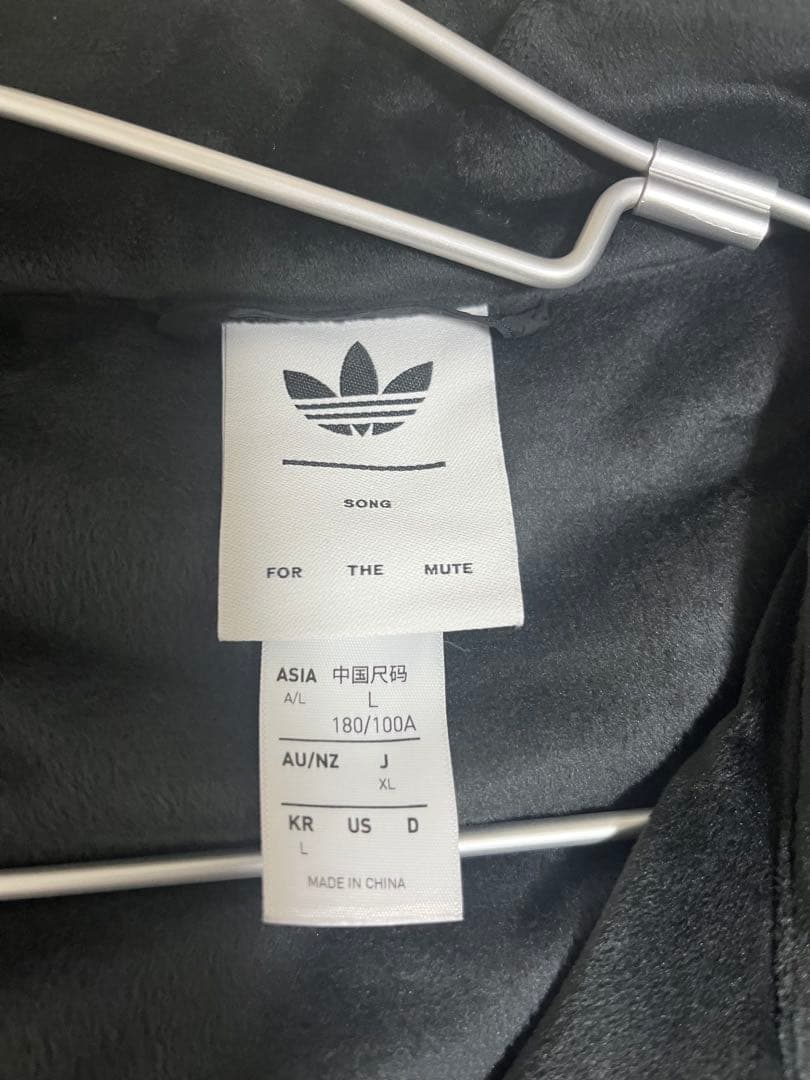 SONG
FOR THE MUTE
ASIA 中国尺码
A/L L
180/100A
AU/NZ J
XL
KR US D
L
MADE IN CHINA